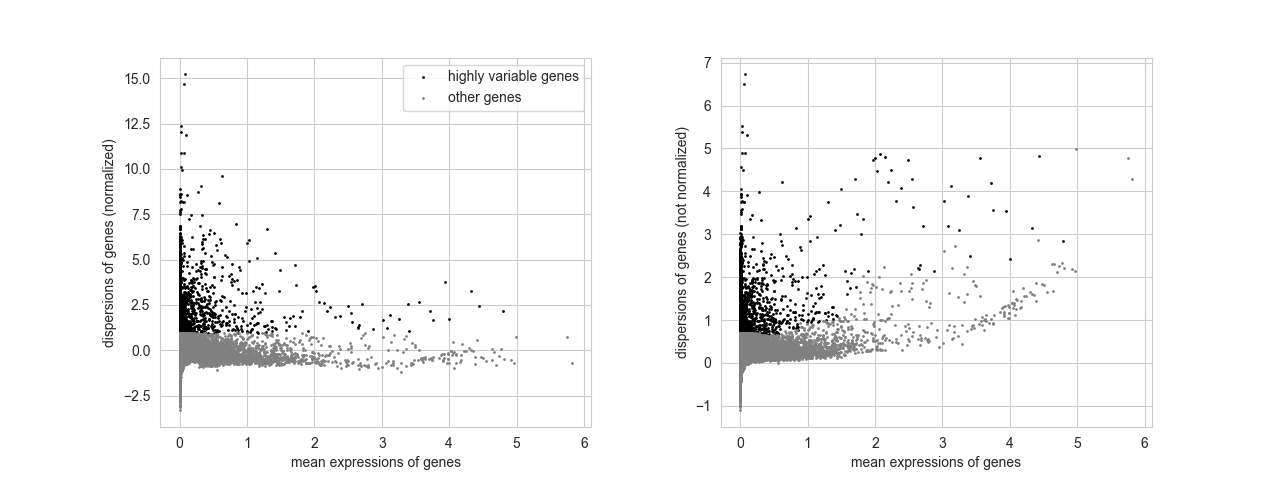 15.0
12.5
10.0
7.5
5.0
2.5
0.0
−2.5
dispersions of genes (normalized)
highly variable genes
other genes
0 1 2 3 4 5 6
mean expressions of genes
7
6
5
4
3
2
1
0
−1
dispersions of genes (not normalized)
0 1 2 3 4 5 6
mean expressions of genes